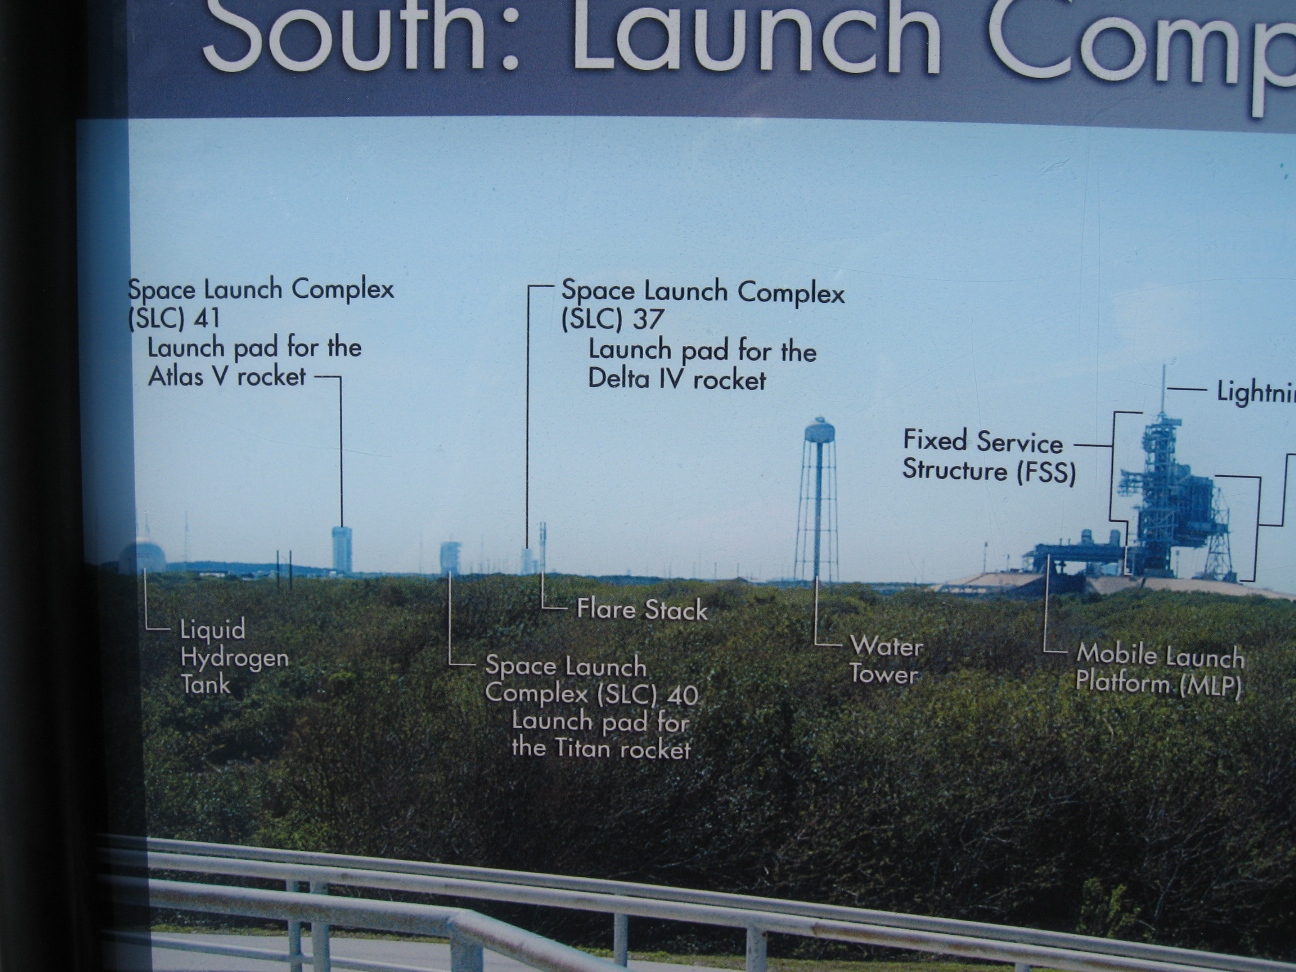 South: Launch
Space Launch Complex
(SLC) 41
Launch pad for the
Atlas V rocket
Space Launch Complex
(SLC) 37
Launch pad for the
Delta IV rocket
Fixed Service
Structure (FSS)
Liquid
Hydrogen
Tank
Flare Stack
Space Launch
Complex (SLC) 40
Launch pad for
the Titan rocket
Water
Tower
Mobile Launch
Platform (MLP)